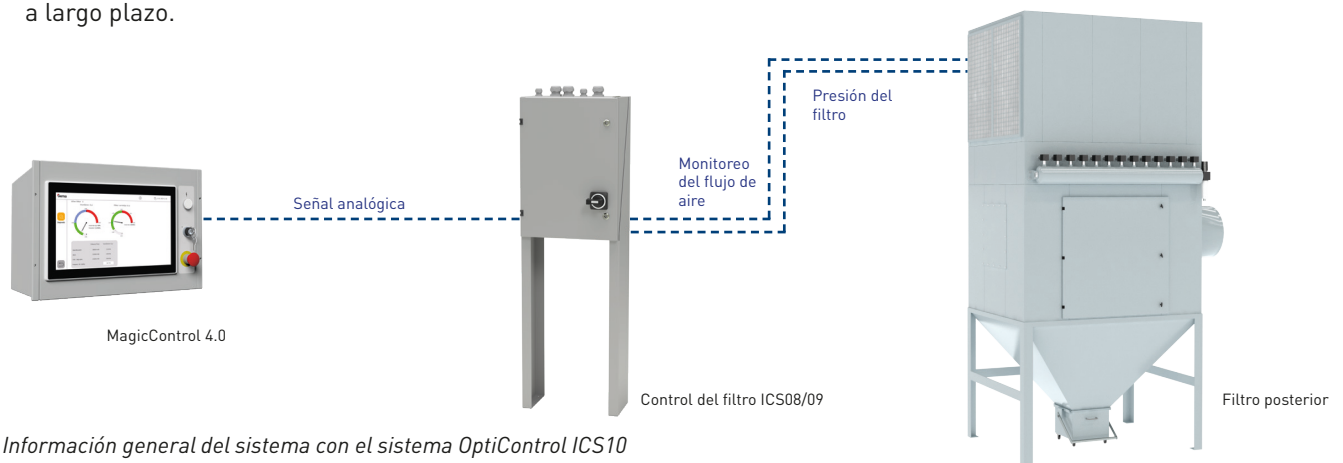 a largo plazo.
Presión del
filtro
Monitoreo
del flujo de
aire
Señal analógica
MagicControl 4.0
Control del filtro ICS08/09
Filtro posterior
Información general del sistema con el sistema OptiControl ICS10